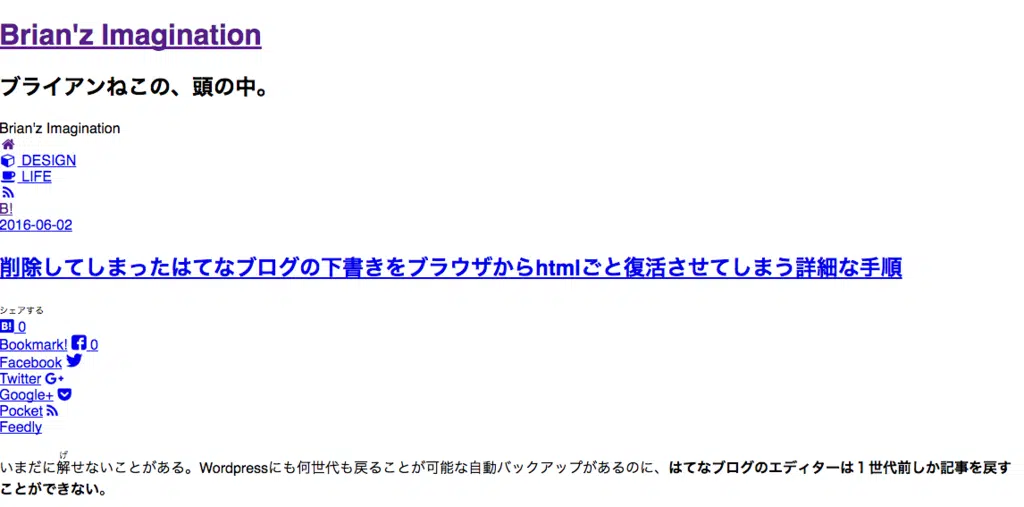 Brian'z Imagination
ブライアンねこの、頭の中。
Brian'z Imagination
DESIGN
LIFE
B!
2016-06-02
削除してしまったはてなブログの下書きをブラウザからhtmlごと復活させてしまう詳細な手順
シェアする
B! 0
Bookmark! 0
Facebook
Twitter G+
Google+
Pocket
Feedly
げ
いまだに解せないことがある。Wordpressにも何世代も戻ることが可能な自動バックアップがあるのに、はてなブログのエディターは１世代前しか記事を戻す
ことができない。